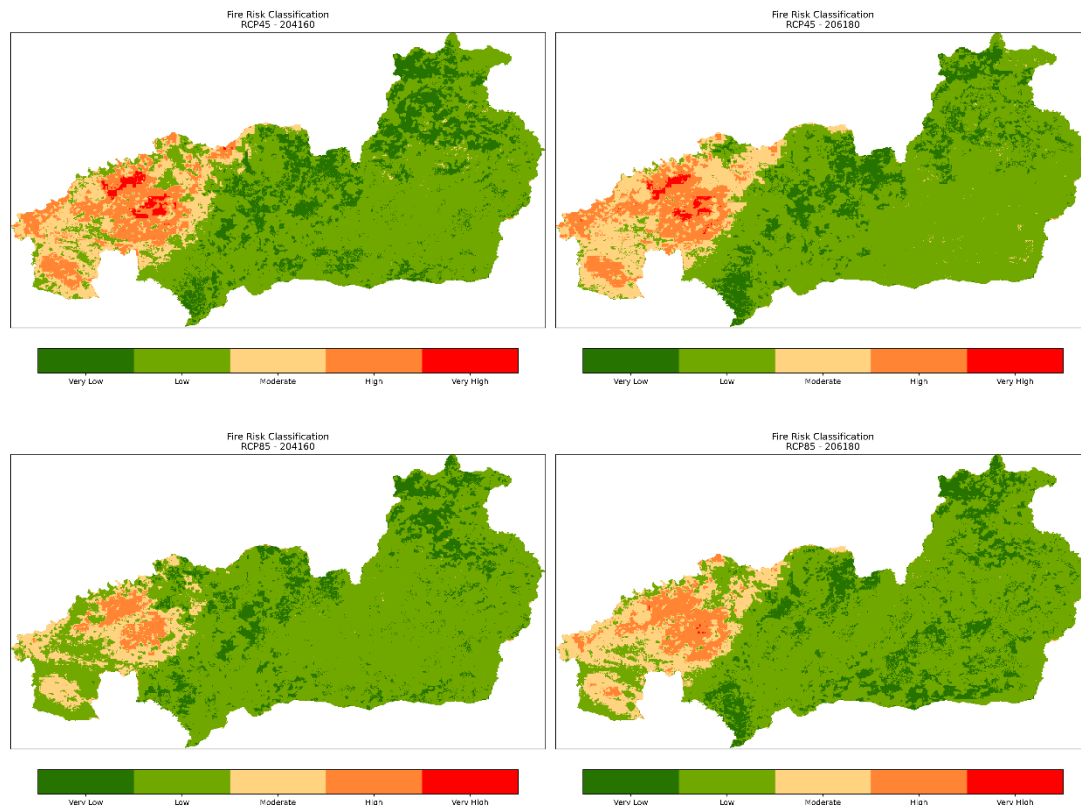 Fire Risk Classification
RCP45 - 204160
Fire Risk Classification
RCP45 - 206180
Very Low Low Moderate High Very High
Very Low Low Moderate High Very High
Fire Risk Classification
RCP85 - 204160
Fire Risk Classification
RCP85 - 206180
Very Low Low Moderate High Very High
Very Low Low Moderate High Very High